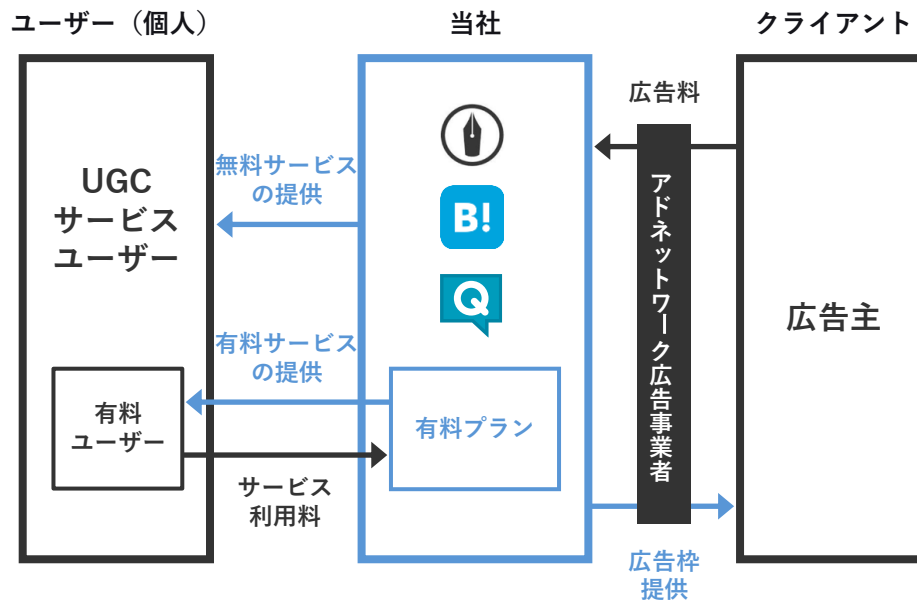 ユーザー（個人）
当社
クライアント
UGC
サービス
ユーザー
無料サービス
の提供
有料サービス
の提供
有料
ユーザー
サービス
利用料
B!
Q
有料プラン
広告料
アドネットワーク広告事業者
広告枠
提供
広告主